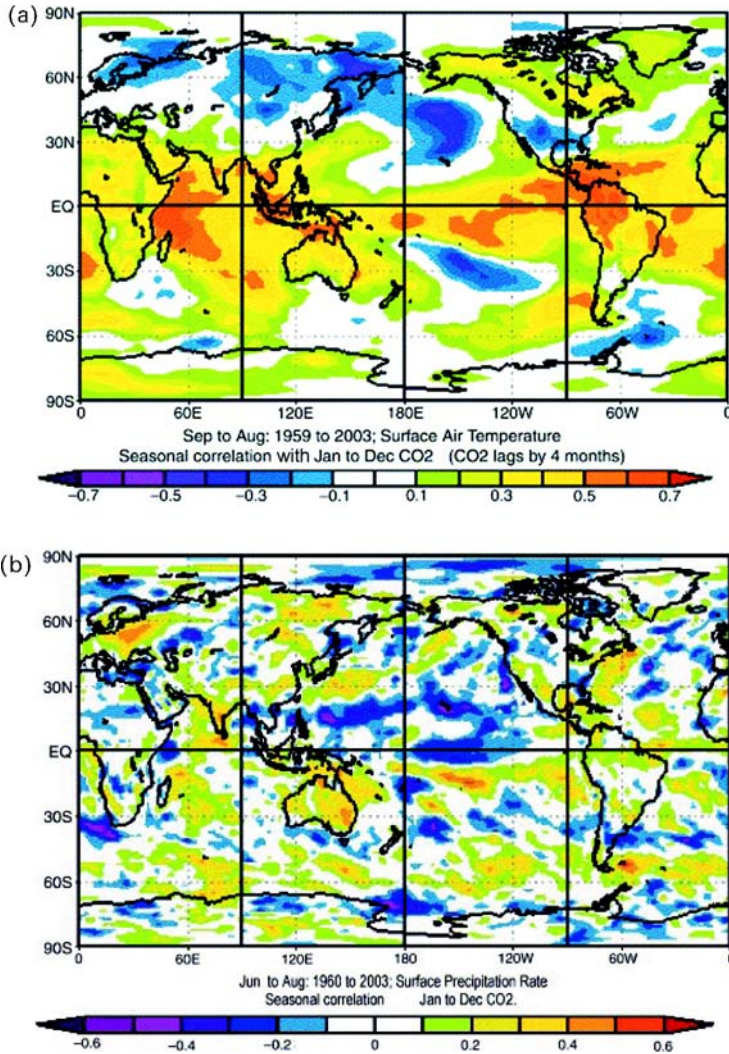 (a)
90N
60N
30N
EQ
30S
60S
90S
0 60E 120E 180E 120W 60W 0
Sep to Aug: 1959 to 2003; Surface Air Temperature
Seasonal correlation with Jan to Dec CO2 (CO2 lags by 4 months)
−0.7 −0.5 −0.3 −0.1 0.1 0.3 0.5 0.7
(b)
90N
60N
30N
EQ
30S
60S
90S
0 60E 120E 180 120W 60W 0
Jun to Aug: 1960 to 2003; Surface Precipitation Rate
Seasonal correlation Jan to Dec CO2.
−0.6 −0.4 −0.2 0 0.2 0.4 0.6